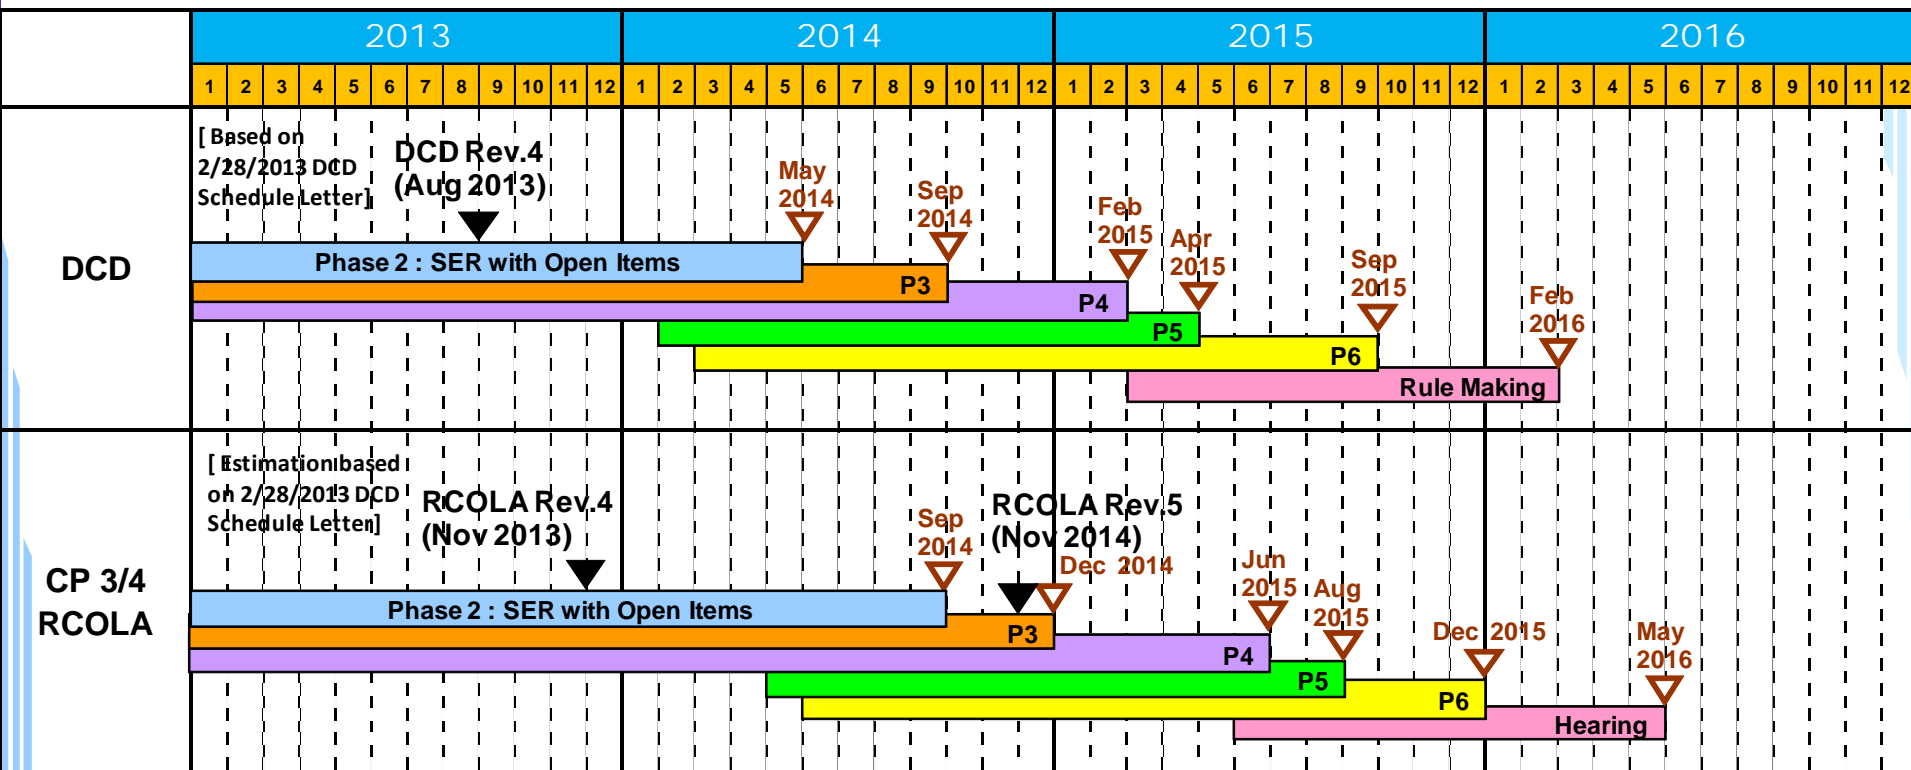 2013 2014 2015 2016
1 2 3 4 5 6 7 8 9 10 11 12 1 2 3 4 5 6 7 8 9 10 11 12 1 2 3 4 5 6 7 8 9 10 11 12 1 2 3 4 5 6 7 8 9 10 11 12
DCD
[ Based on
2/28/2013 DCD
Schedule Letter]
DCD Rev.4
(Aug 2013)
May
2014
Sep
2014
Feb
2015
Apr
2015
Sep
2015
Feb
2016
Phase 2 : SER with Open Items
P3
P4
P5
P6
Rule Making
CP 3/4
RCOLA
[ Estimation based
on 2/28/2013 DCD
Schedule Letter]
RCOLA Rev.4
(Nov 2013)
Sep
2014
RCOLA Rev.5
(Nov 2014)
Dec 2014
Jun
2015
Aug
2015
Dec 2015
May
2016
Phase 2 : SER with Open Items
P3
P4
P5
P6
Hearing